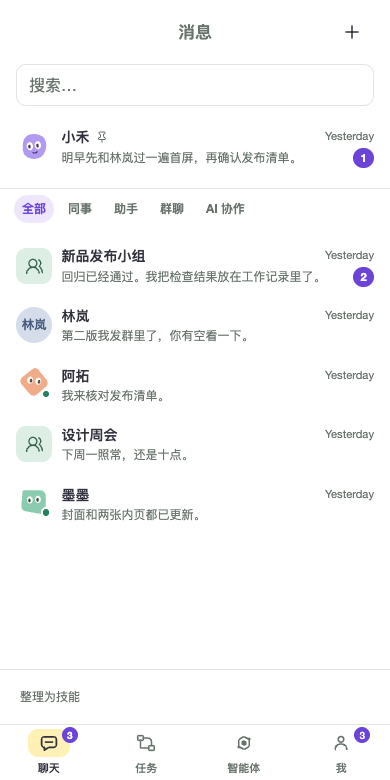 消息
搜索...
小禾
Yesterday
明早先和林岚过一遍首屏，再确认发布清单。
1
全部
同事
助手
群聊
AI 协作
新品发布小组
Yesterday
回归已经通过。我把检查结果放在工作记录里了。
2
林岚
林岚
Yesterday
第二版我发群里了，你有空看一下。
阿拓
Yesterday
我来核对发布清单。
设计周会
Yesterday
下周一照常，还是十点。
墨墨
Yesterday
封面和两张内页都已更新。
整理为技能
3
3
聊天
任务
智能体
我